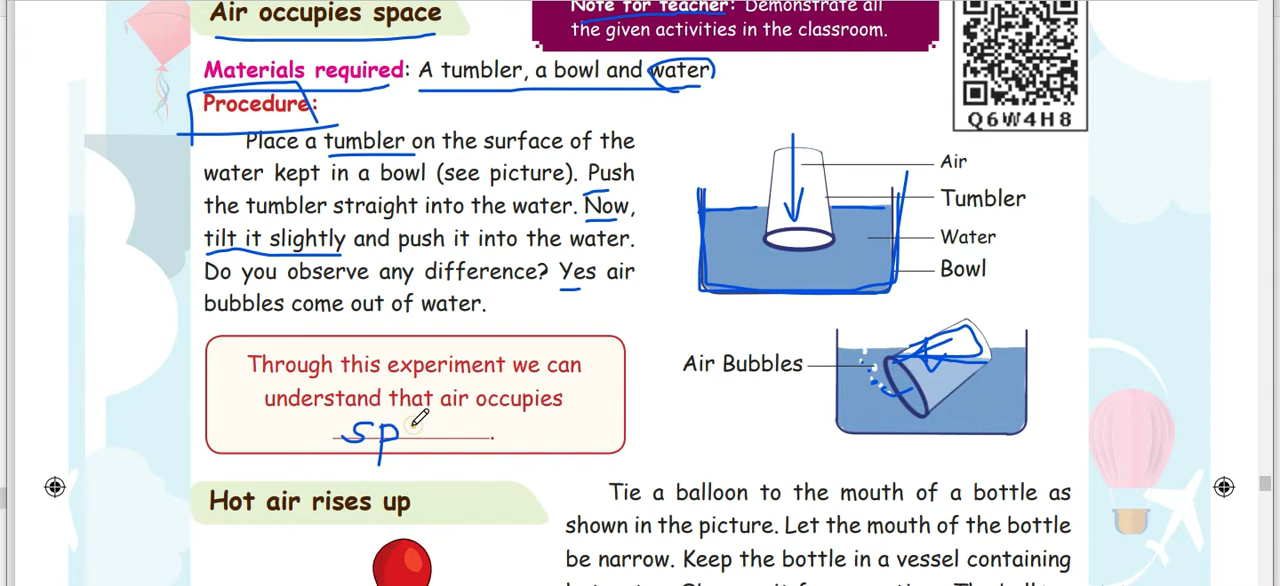 Air occupies space
Note for teacher: Demonstrate all
the given activities in the classroom.
Materials required: A tumbler, a bowl and water
Procedure:
Place a tumbler on the surface of the
water kept in a bowl (see picture). Push
the tumbler straight into the water. Now,
tilt it slightly and push it into the water.
Do you observe any difference? Yes air
bubbles come out of water.
Q6W4H8
Air
Tumbler
Water
Bowl
Air Bubbles
Through this experiment we can
understand that air occupies
sp .
Hot air rises up
Tie a balloon to the mouth of a bottle as
shown in the picture. Let the mouth of the bottle
be narrow. Keep the bottle in a vessel containing